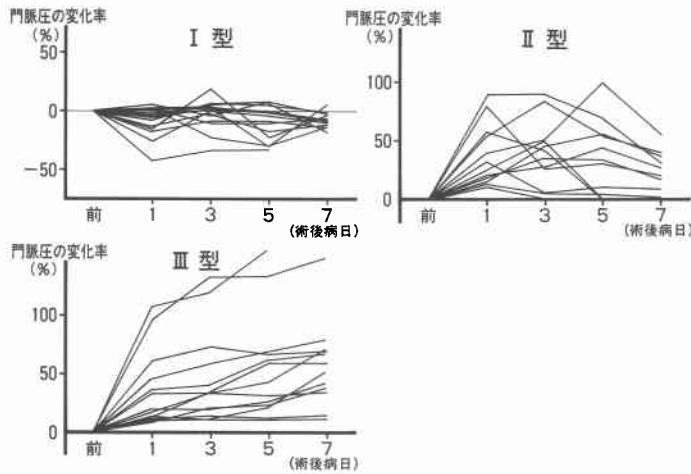 門脈圧の変化率
(%)
I 型
50
0
−50
前 1 3 5 7
(術後病日)
門脈圧の変化率
(%)
II 型
100
50
0
前 1 3 5 7
(術後病日)
門脈圧の変化率
(%)
III 型
100
50
0
前 1 3 5 7
(術後病日)